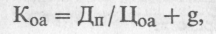 Kоа = Дп/Цоа + g,